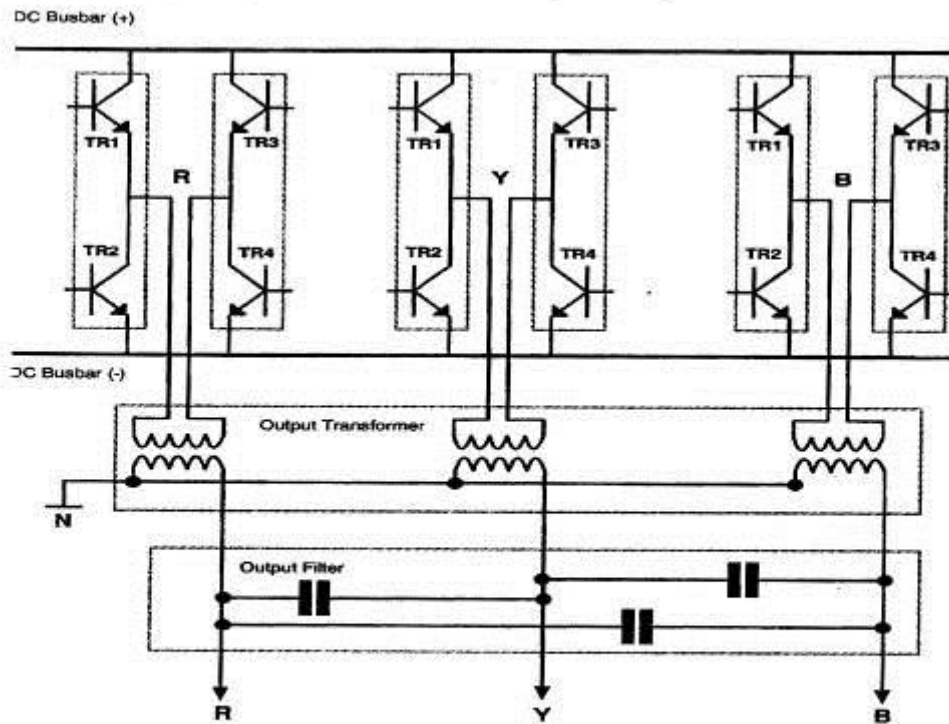 DC Busbar (+)
TR1 TR3 TR1 TR3 TR1 TR3
R Y B
TR2 TR4 TR2 TR4 TR2 TR4
DC Busbar (-)
Output Transformer
N
Output Filter
R Y B